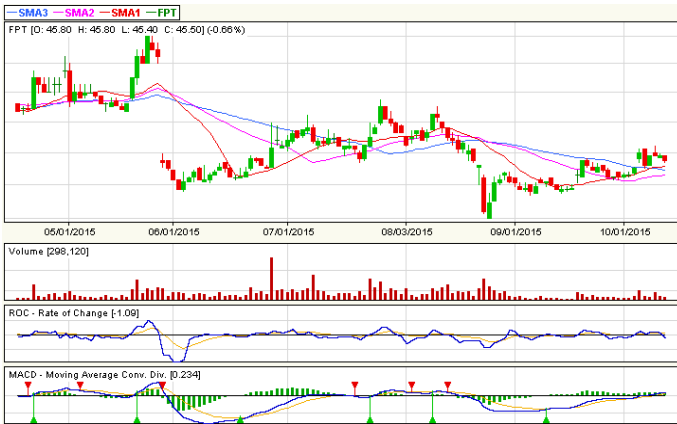 SMA3 SMA2 SMA1 FPT
FPT [O: 45.80 H: 45.80 L: 45.40 C: 45.50] (-0.66%)
05/01/2015 06/01/2015 07/01/2015 08/03/2015 09/01/2015 10/01/2015
Volume [298,120]
ROC - Rate of Change [-1.09]
MACD - Moving Average Conv. Div. [0.234]